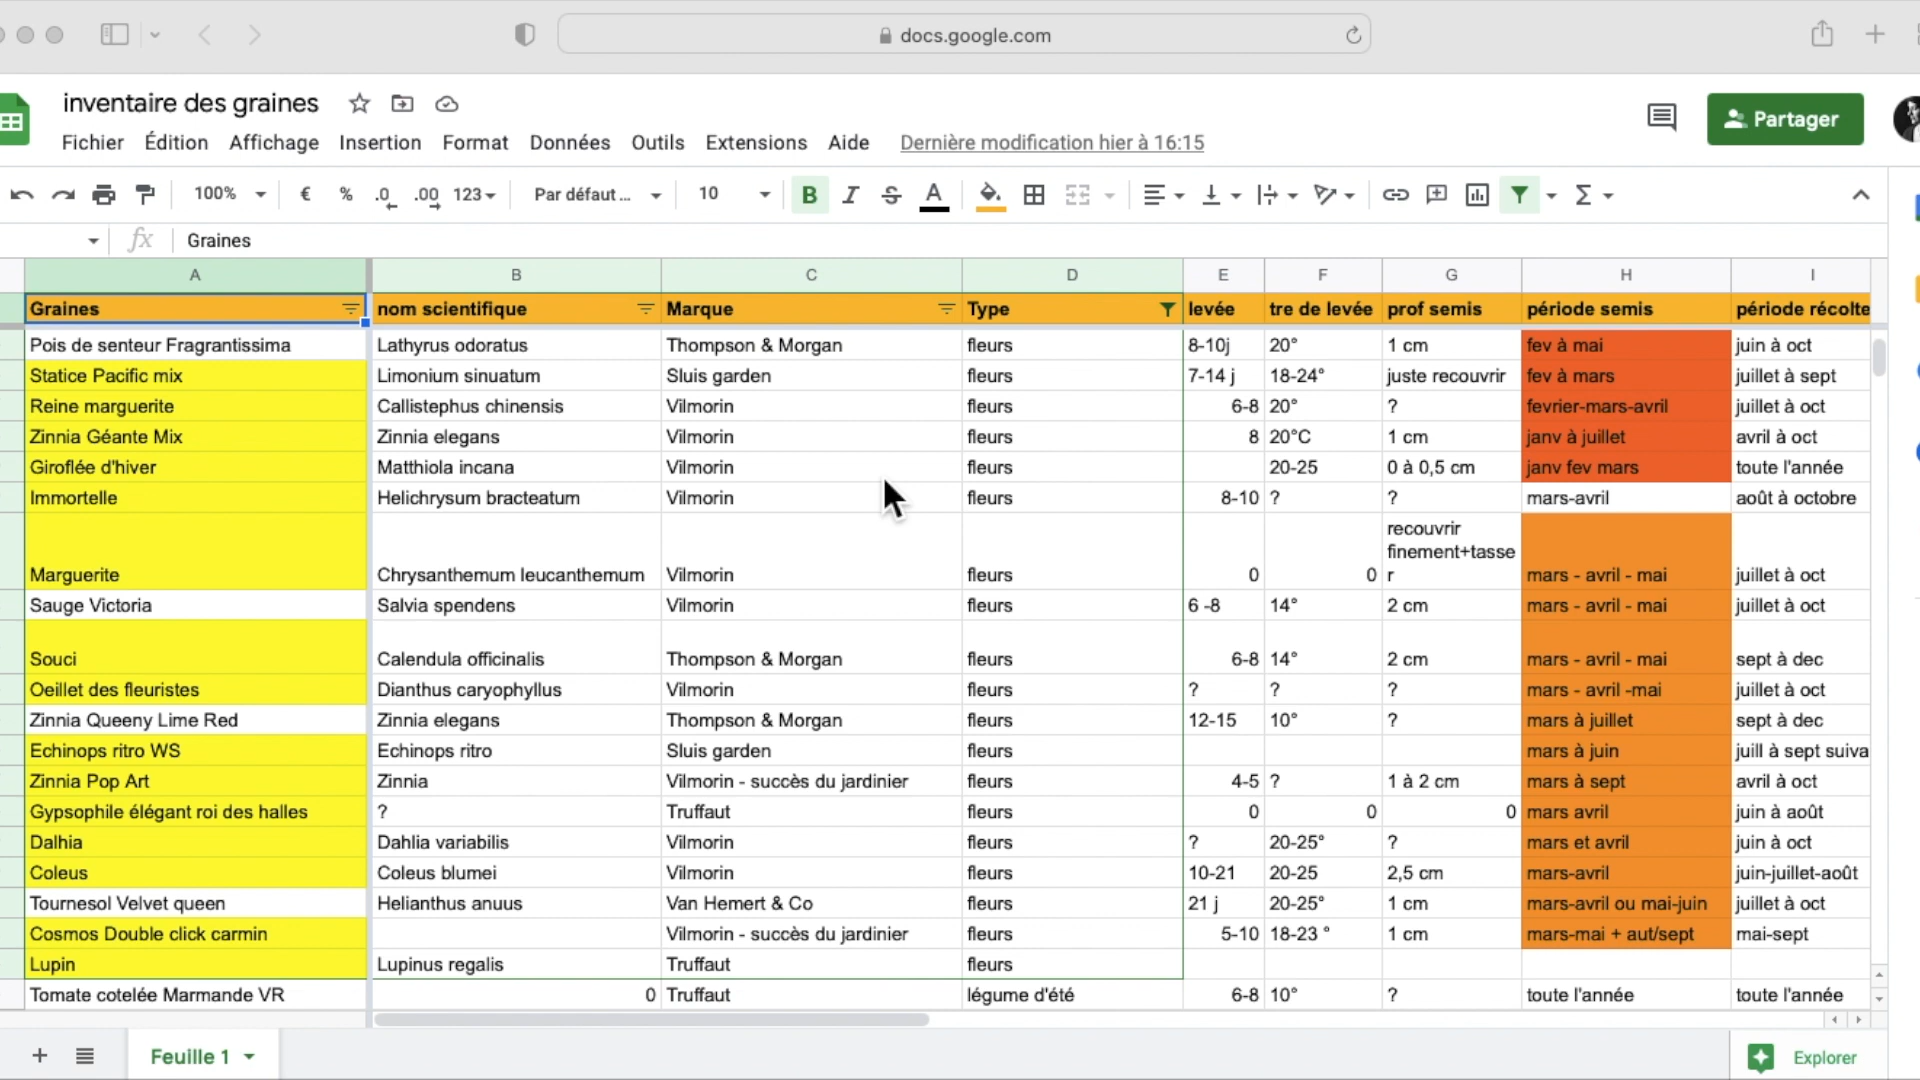 docs.google.com
inventaire des graines
Partager
Fichier Édition Affichage Insertion Format Données Outils Extensions Aide Dernière modification hier à 16:15
100% € % .0 .00 123 Par défaut ... 10 B I S A Σ
fx Graines
A B C D E F G H I
Graines nom scientifique Marque Type levée tre de levée prof semis période semis période récolte
Pois de senteur Fragrantissima Lathyrus odoratus Thompson & Morgan fleurs 8-10j 20° 1 cm fev à mai juin à oct
Statice Pacific mix Limonium sinuatum Sluis garden fleurs 7-14 j 18-24° juste recouvrir fev à mars juillet à sept
Reine marguerite Callistephus chinensis Vilmorin fleurs 6-8 20° ? fevrier-mars-avril juillet à oct
Zinnia Géante Mix Zinnia elegans Vilmorin fleurs 8 20°C 1 cm janv à juillet avril à oct
Giroflée d'hiver Matthiola incana Vilmorin fleurs 20-25 0 à 0,5 cm janv fev mars toute l'année
Immortelle Helichrysum bracteatum Vilmorin fleurs 8-10 ? ? mars-avril août à octobre
recouvrir
finement+tasse
Marguerite Chrysanthemum leucanthemum Vilmorin fleurs 0 0 r mars - avril - mai juillet à oct
Sauge Victoria Salvia spendens Vilmorin fleurs 6 -8 14° 2 cm mars - avril - mai juillet à oct
Souci Calendula officinalis Thompson & Morgan fleurs 6-8 14° 2 cm mars - avril - mai sept à dec
Oeillet des fleuristes Dianthus caryophyllus Vilmorin fleurs ? ? ? mars - avril -mai juillet à oct
Zinnia Queeny Lime Red Zinnia elegans Thompson & Morgan fleurs 12-15 10° ? mars à juillet sept à dec
Echinops ritro WS Echinops ritro Sluis garden fleurs mars à juin juill à sept suiva
Zinnia Pop Art Zinnia Vilmorin - succès du jardinier fleurs 4-5 ? 1 à 2 cm mars à sept avril à oct
Gypsophile élégant roi des halles ? Truffaut fleurs 0 0 0 mars avril juin à août
Dalhia Dahlia variabilis Vilmorin fleurs ? 20-25° ? mars et avril juin à oct
Coleus Coleus blumei Vilmorin fleurs 10-21 20-25 2,5 cm mars-avril juin-juillet-août
Tournesol Velvet queen Helianthus anuus Van Hemert & Co fleurs 21 j 20-25° 1 cm mars-avril ou mai-juin juillet à oct
Cosmos Double click carmin Vilmorin - succès du jardinier fleurs 5-10 18-23 ° 1 cm mars-mai + aut/sept mai-sept
Lupin Lupinus regalis Truffaut fleurs
Tomate cotelée Marmande VR 0 Truffaut légume d'été 6-8 10° ? toute l'année toute l'année
Feuille 1 Explorer